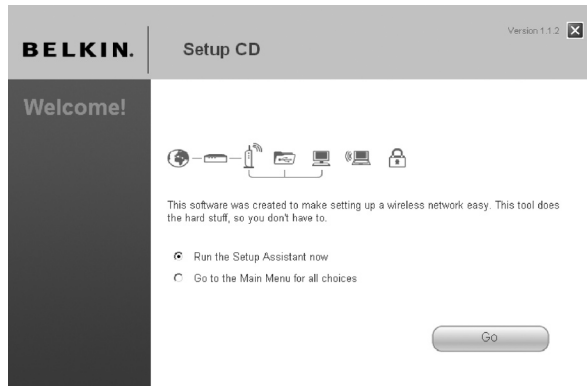 BELKIN.
Setup CD
Version 1.1.2
Welcome!
This software was created to make setting up a wireless network easy. This tool does
the hard stuff, so you don't have to.
Run the Setup Assistant now
Go to the Main Menu for all choices
Go